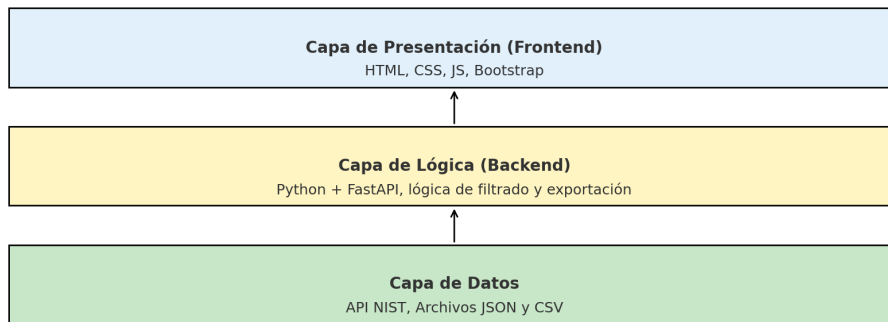 Capa de Presentación (Frontend)
HTML, CSS, JS, Bootstrap
Capa de Lógica (Backend)
Python + FastAPI, lógica de filtrado y exportación
Capa de Datos
API NIST, Archivos JSON y CSV